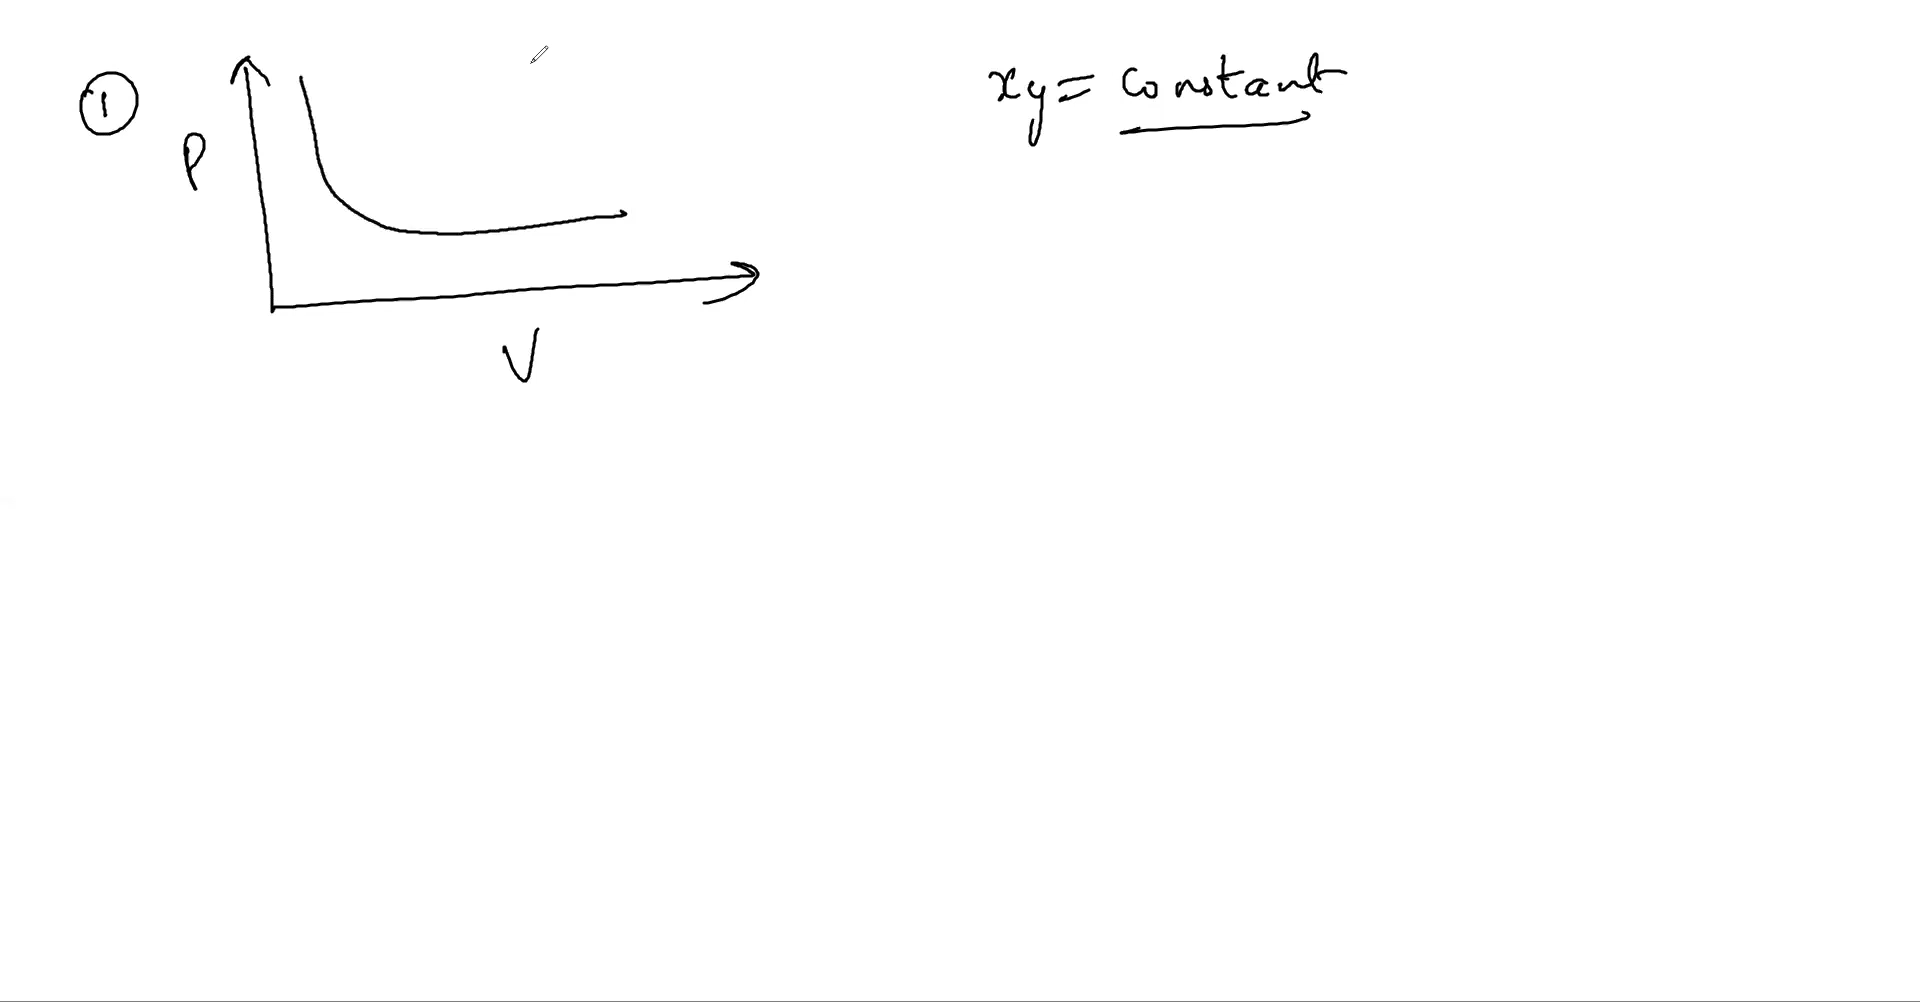 ①
P
xy = constant
V